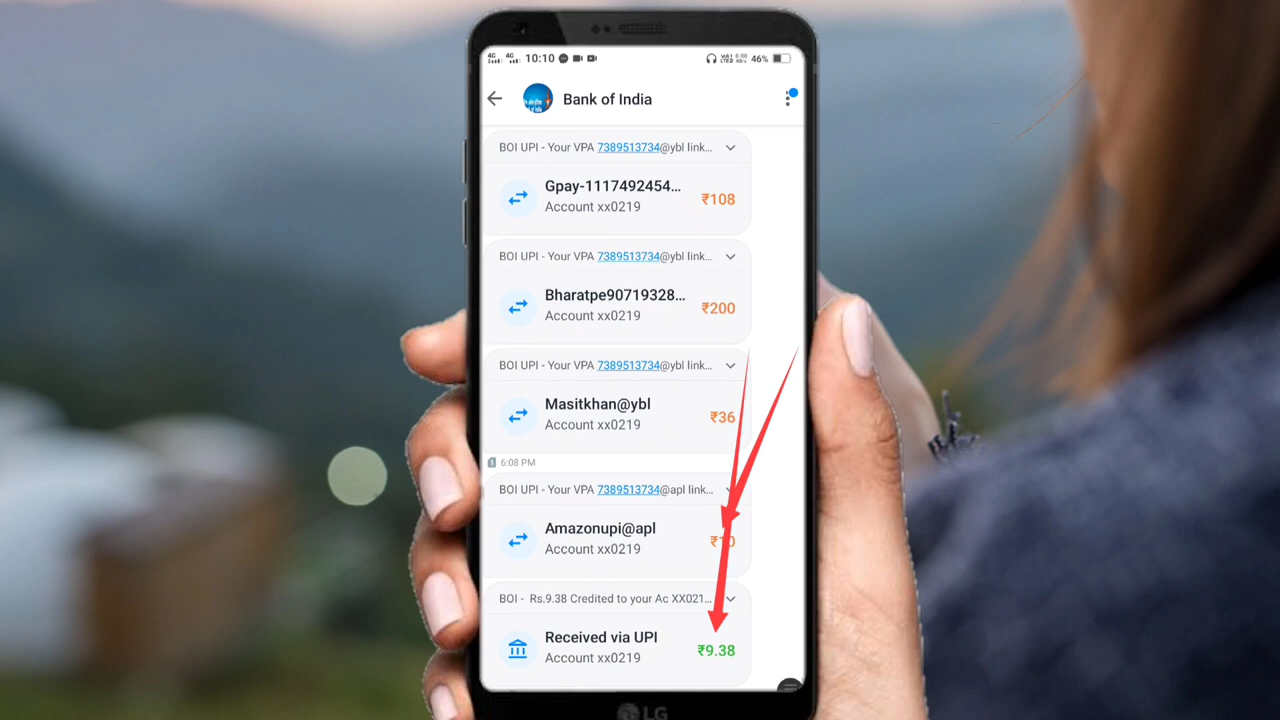 4G 4G 10:10 46%
Bank of India
BOI UPI - Your VPA 7389513734@ybl link...
Gpay-1117492454...
Account xx0219
₹108
BOI UPI - Your VPA 7389513734@ybl link...
Bharatpe90719328...
Account xx0219
₹200
BOI UPI - Your VPA 7389513734@ybl link...
Masitkhan@ybl
Account xx0219
₹36
1 6:08 PM
BOI UPI - Your VPA 7389513734@apl link...
Amazonupi@apl
Account xx0219
BOI - Rs.9.38 Credited to your Ac XX021...
Received via UPI
Account xx0219
₹9.38
LG